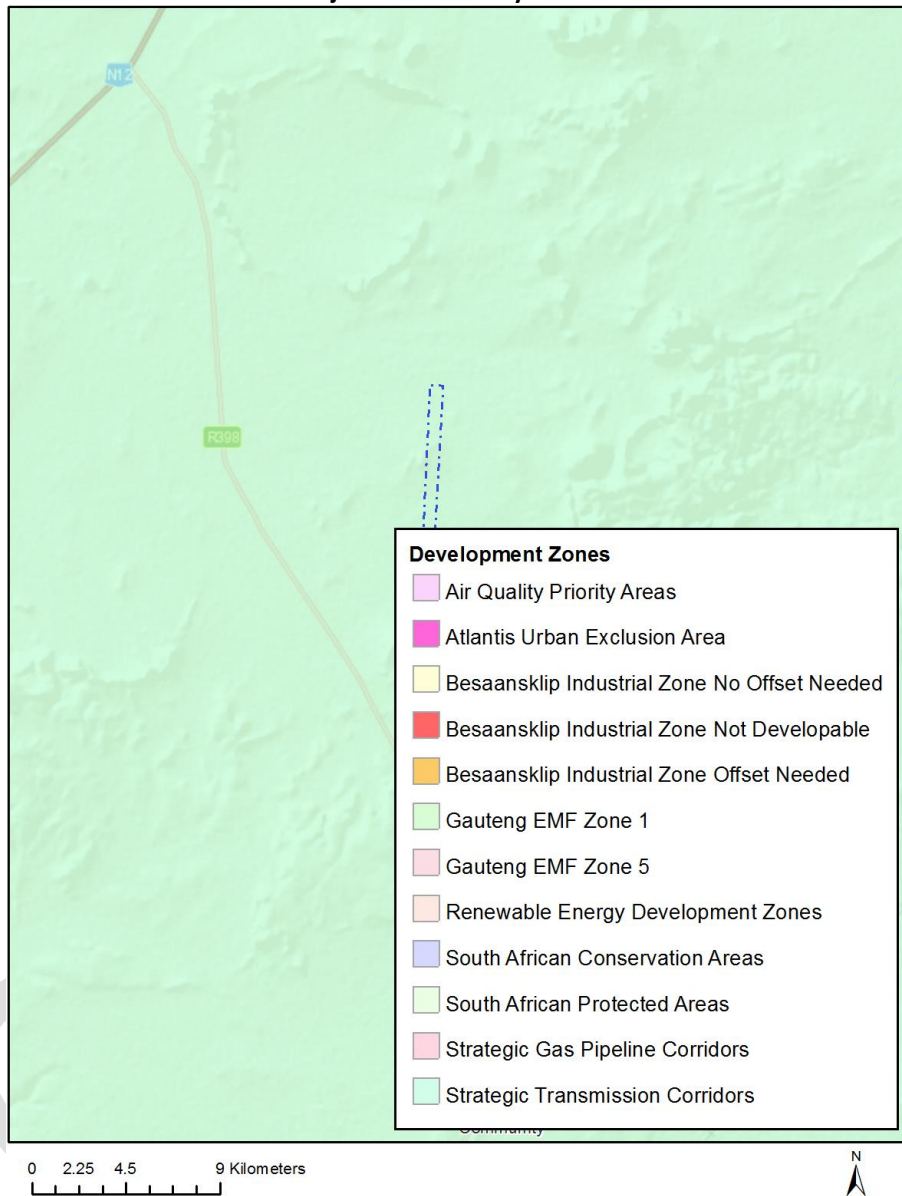 N12
R398
Development Zones
Air Quality Priority Areas
Atlantis Urban Exclusion Area
Besaansklip Industrial Zone No Offset Needed
Besaansklip Industrial Zone Not Developable
Besaansklip Industrial Zone Offset Needed
Gauteng EMF Zone 1
Gauteng EMF Zone 5
Renewable Energy Development Zones
South African Conservation Areas
South African Protected Areas
Strategic Gas Pipeline Corridors
Strategic Transmission Corridors
Community
0 2.25 4.5 9 Kilometers
N